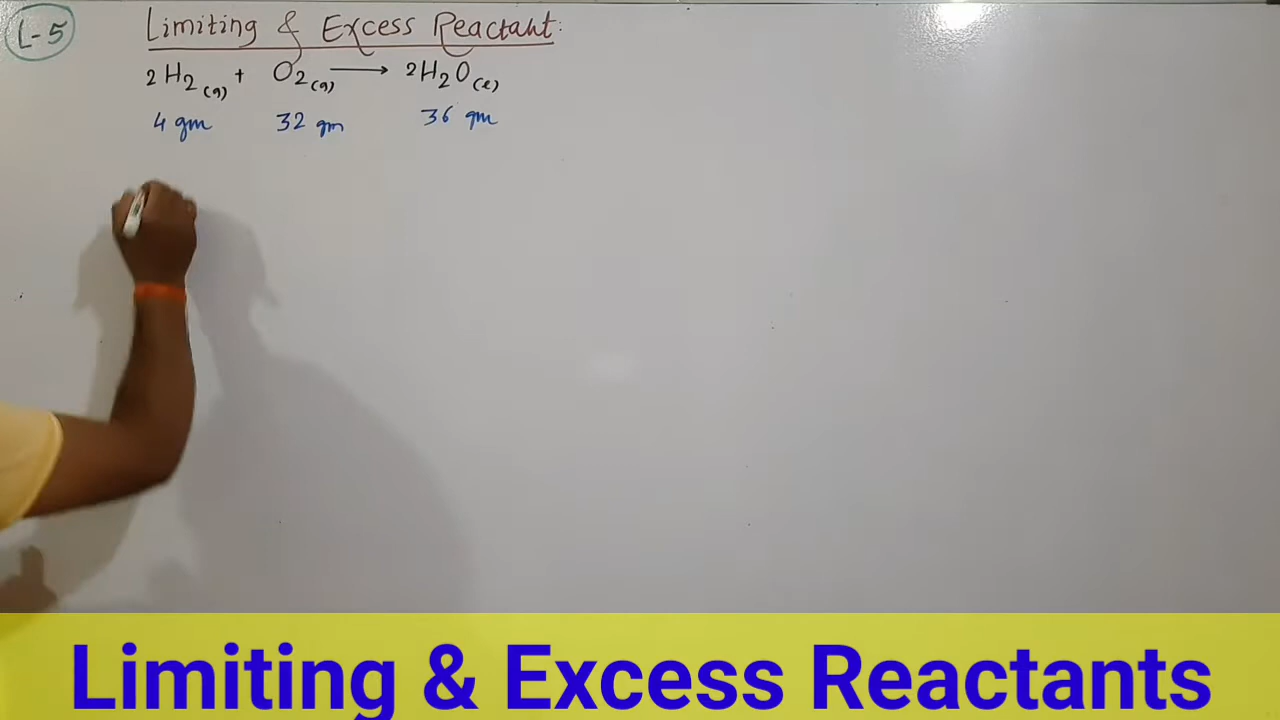 L-5
Limiting & Excess Reactant:
2H2(g) + O2(g) → 2H2O(l)
4 gm 32 gm 36 gm
Limiting & Excess Reactants